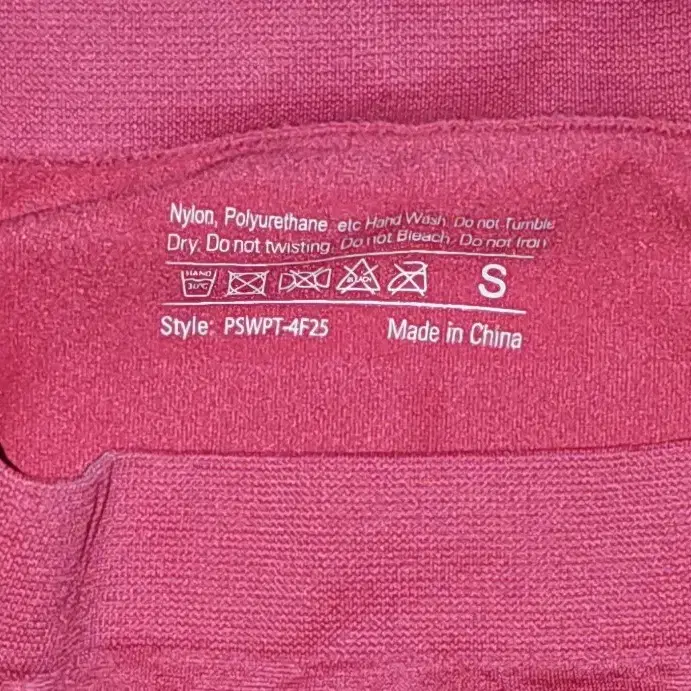 Nylon, Polyurethane, etc Hand Wash, Do not Tumble
Dry, Do not twisting, Do not Bleach, Do not Iron
HAND 30°C BLEACH S
Style: PSWPT-4F25 Made in China